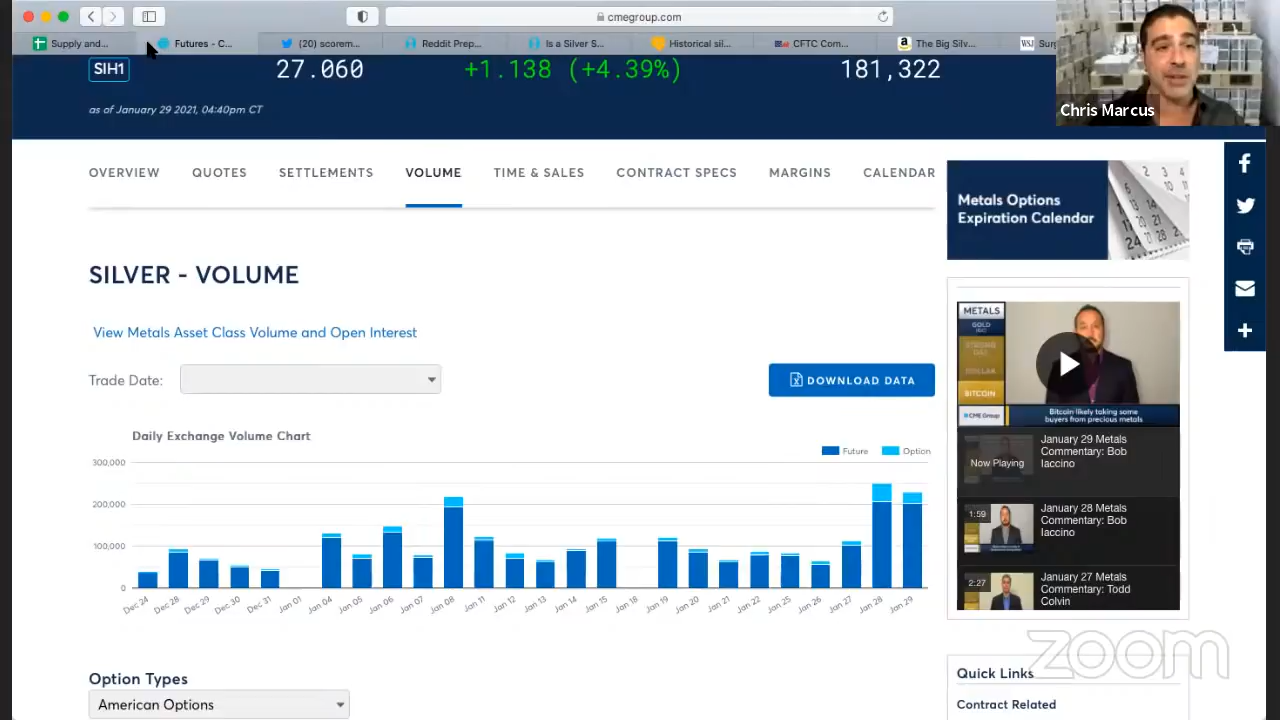 cmegroup.com
Supply and...
Futures - C...
(20) scorem...
Reddit Prep...
Is a Silver S...
Historical sil...
CFTC Com...
The Big Silv...
WSJ
Sur
SIH1
27.060
+1.138 (+4.39%)
181,322
as of January 29 2021, 04:40pm CT
Chris Marcus
OVERVIEW
QUOTES
SETTLEMENTS
VOLUME
TIME & SALES
CONTRACT SPECS
MARGINS
CALENDAR
Metals Options
Expiration Calendar
SILVER - VOLUME
View Metals Asset Class Volume and Open Interest
Trade Date:
DOWNLOAD DATA
Daily Exchange Volume Chart
Future
Option
300,000
200,000
100,000
0
Dec 24
Dec 28
Dec 29
Dec 30
Dec 31
Jan 01
Jan 04
Jan 05
Jan 06
Jan 07
Jan 08
Jan 11
Jan 12
Jan 13
Jan 14
Jan 15
Jan 18
Jan 19
Jan 20
Jan 21
Jan 22
Jan 25
Jan 26
Jan 27
Jan 28
Jan 29
METALS
GOLD
DOLLAR
BITCOIN
CME Group
Bitcoin likely taking some
buyers from precious metals
Now Playing
January 29 Metals
Commentary: Bob
Iaccino
1:59
January 28 Metals
Commentary: Bob
Iaccino
2:27
January 27 Metals
Commentary: Todd
Colvin
zoom
Option Types
American Options
Quick Links
Contract Related